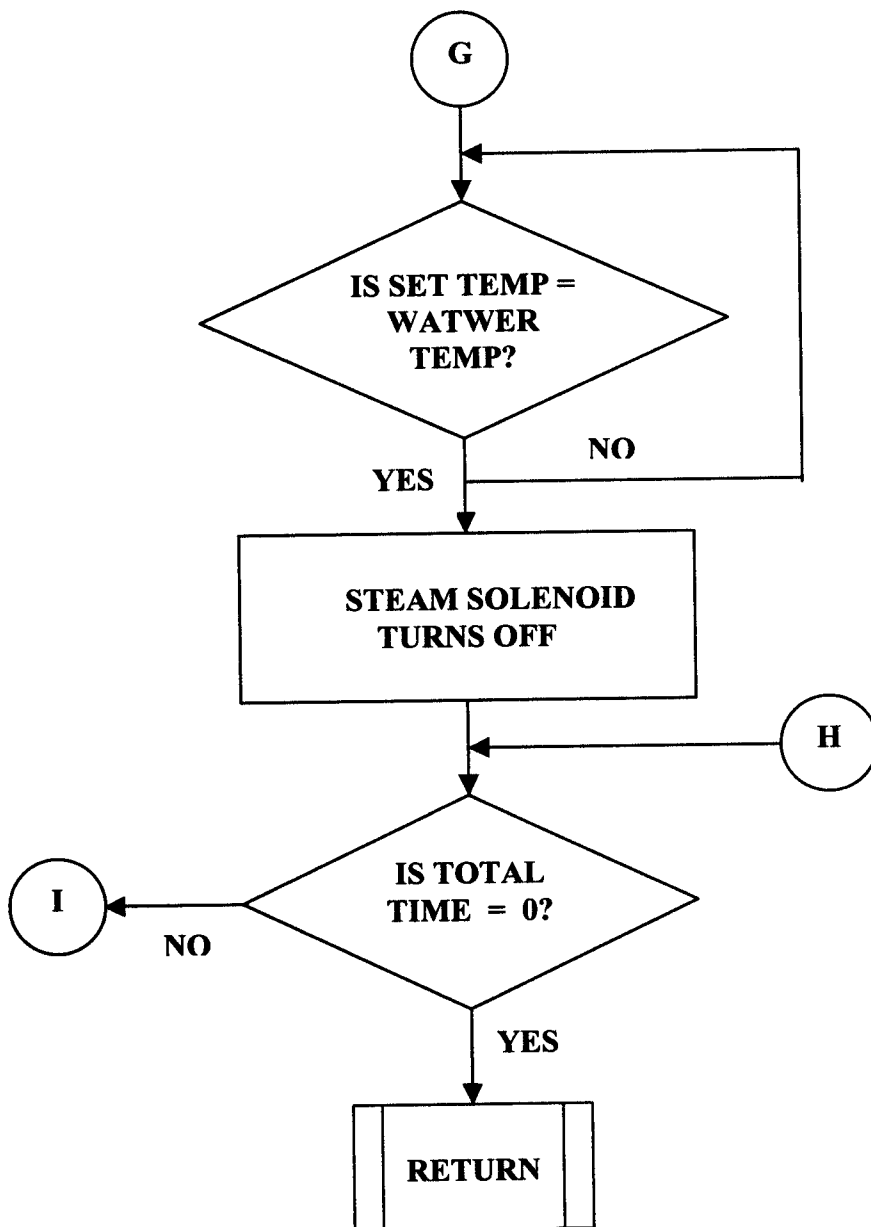 G
IS SET TEMP =
WATWER
TEMP?
NO
YES
STEAM SOLENOID
TURNS OFF
H
IS TOTAL
TIME = 0?
I
NO
YES
RETURN